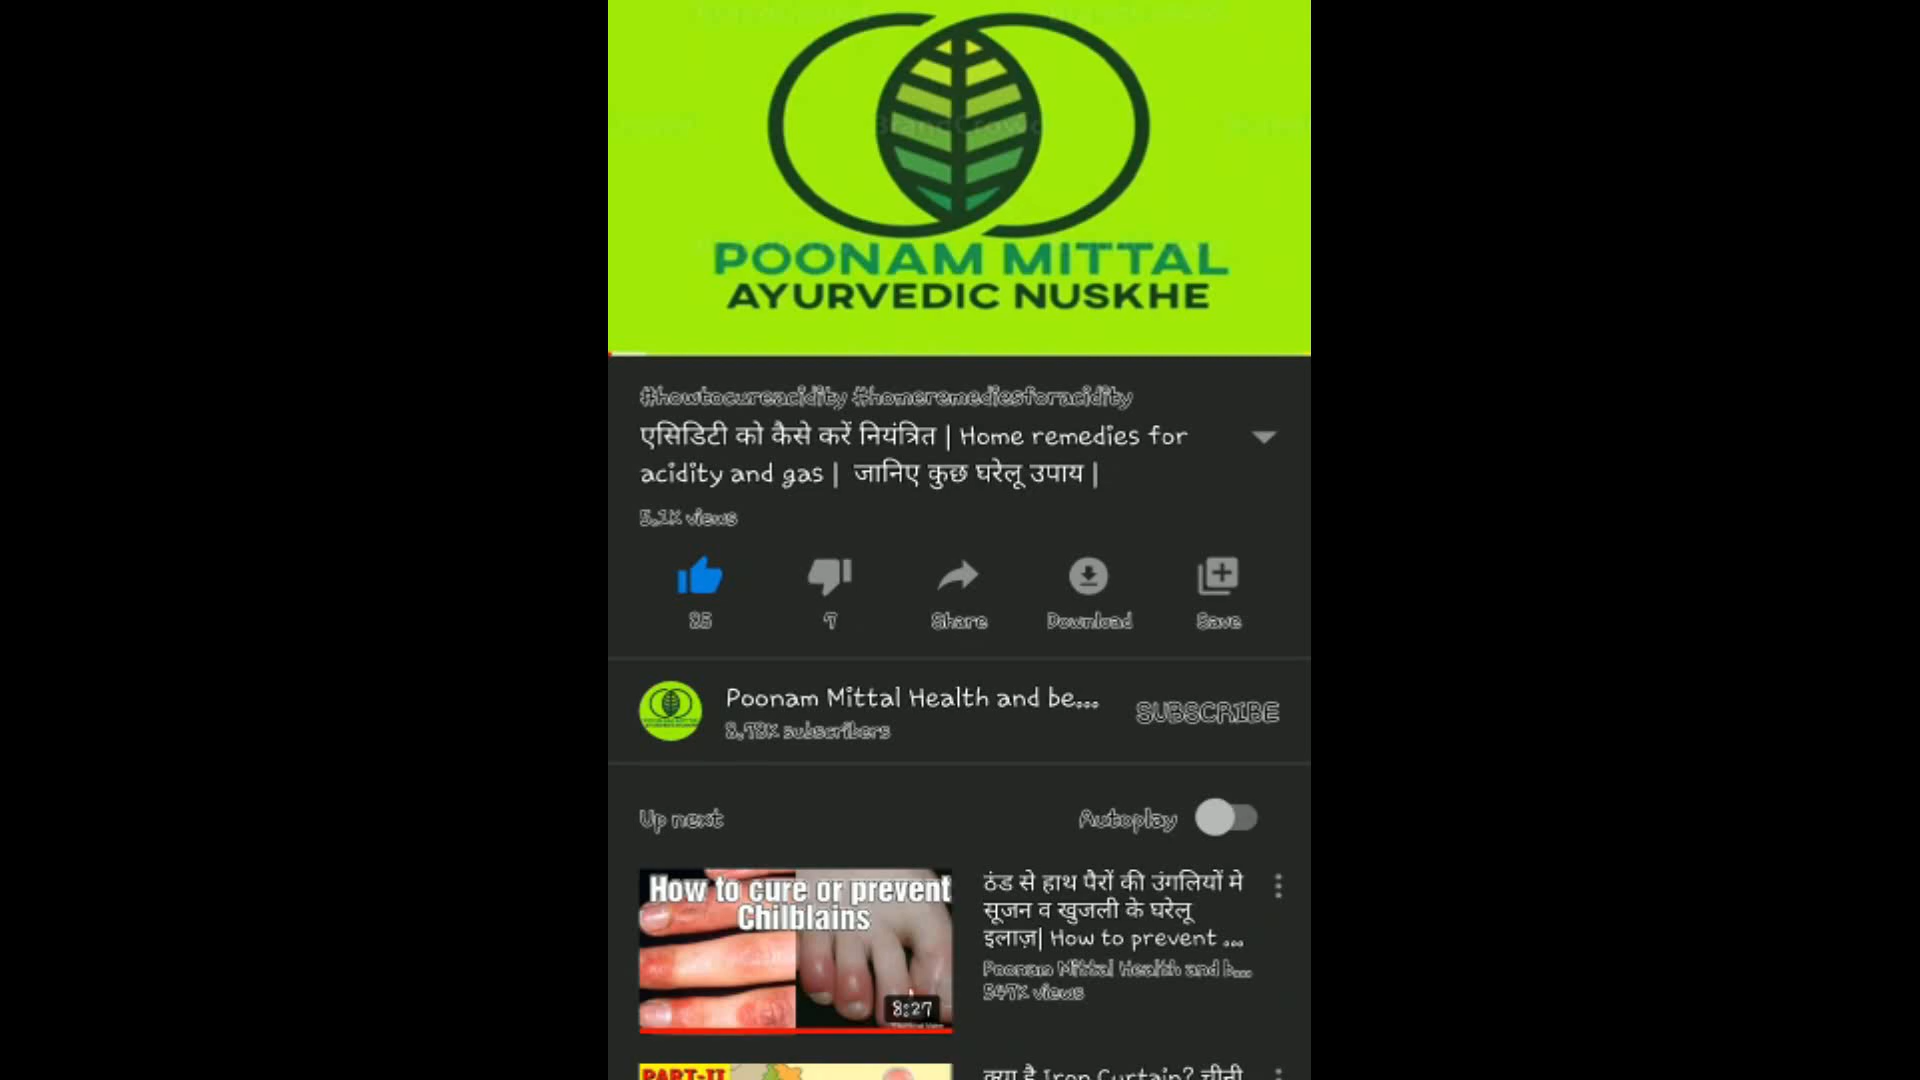 POONAM MITTAL
AYURVEDIC NUSKHE
#howtocureacidity #homeremediesforacidity
एसिडिटी को कैसे करें नियंत्रित | Home remedies for
acidity and gas | जानिए कुछ घरेलू उपाय |
5.1K views
Share
Download
Save
Poonam Mittal Health and be...
subscribers
SUBSCRIBE
Up next
Autoplay
How to cure or prevent
Chilblains
8:27
ठंड से हाथ पैरों की उंगलियों मे
सूजन व खुजली के घरेलू
इलाज़| How to prevent ...
Poonam Mittal Health and b...
547K views
PART-II
क्या है Iron Curtain? चीनी